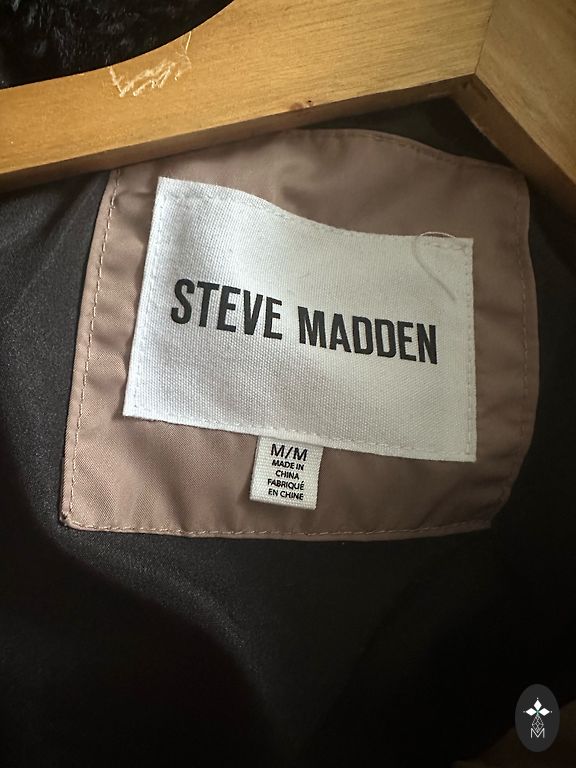 STEVE MADDEN
M/M
MADE IN
CHINA
FABRIQUÉ
EN CHINE
M